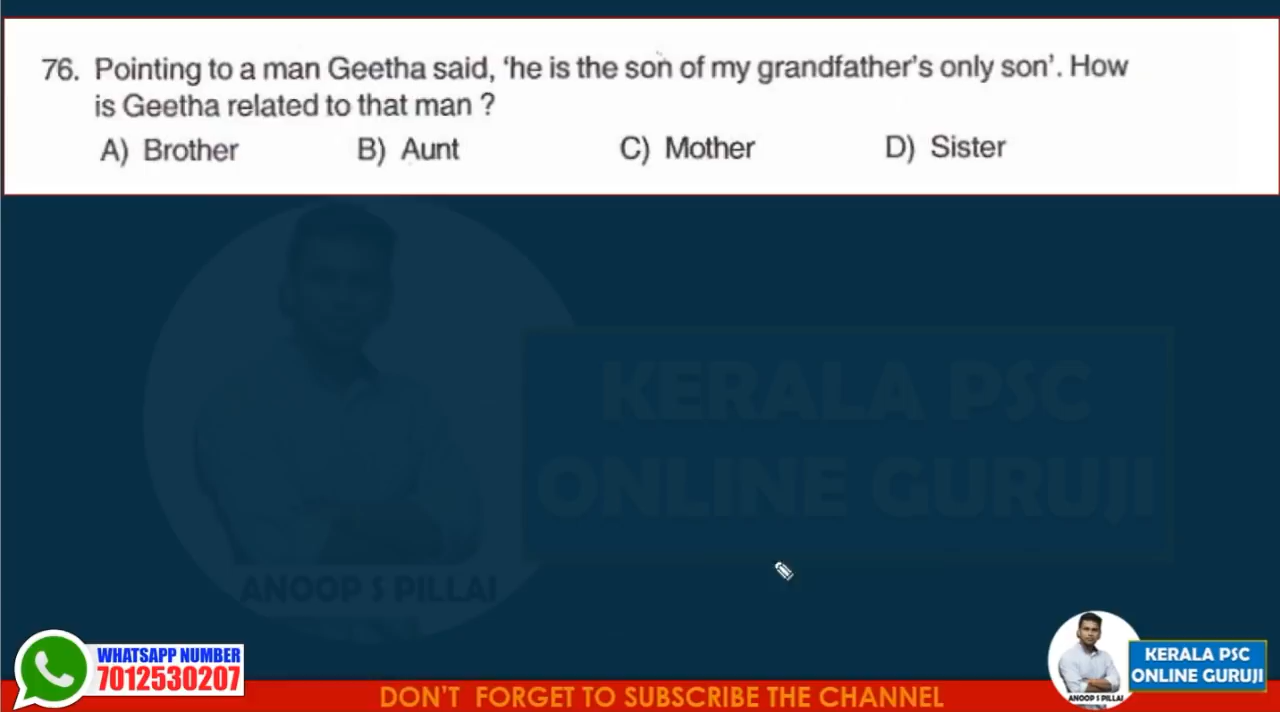 76. Pointing to a man Geetha said, ‘he is the son of my grandfather’s only son’. How
is Geetha related to that man ?
A) Brother B) Aunt C) Mother D) Sister
KERALA PSC
ONLINE GURUJI
ANOOP S PILLAI
WHATSAPP NUMBER
7012530207
DON'T FORGET TO SUBSCRIBE THE CHANNEL
ANOOP S PILLAI
KERALA PSC
ONLINE GURUJI